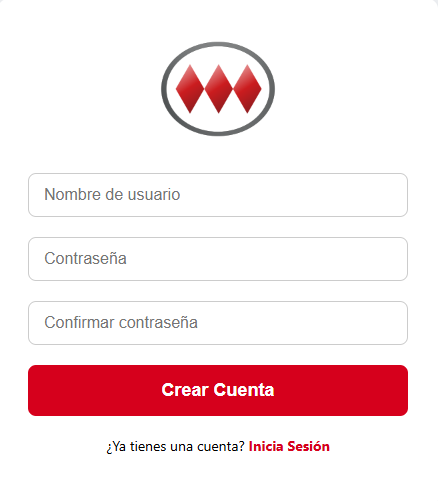 Nombre de usuario
Contraseña
Confirmar contraseña
Crear Cuenta
¿Ya tienes una cuenta? Inicia Sesión